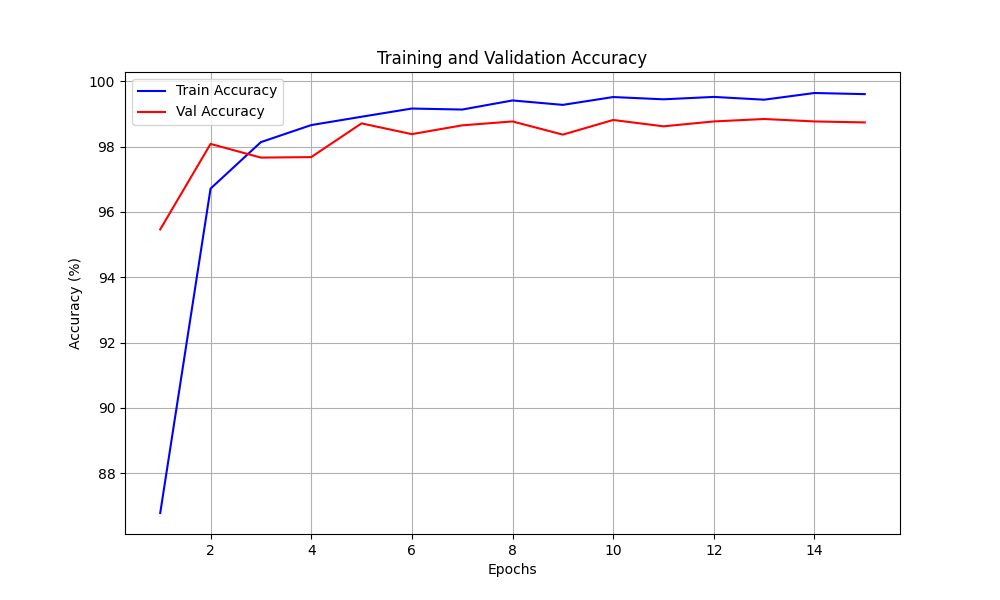 Training and Validation Accuracy
Train Accuracy
Val Accuracy
Accuracy (%)
100
98
96
94
92
90
88
2 4 6 8 10 12 14
Epochs